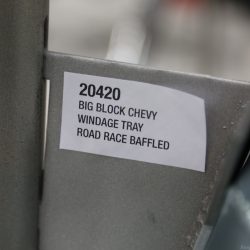 20420
BIG BLOCK CHEVY
WINDAGE TRAY
ROAD RACE BAFFLED